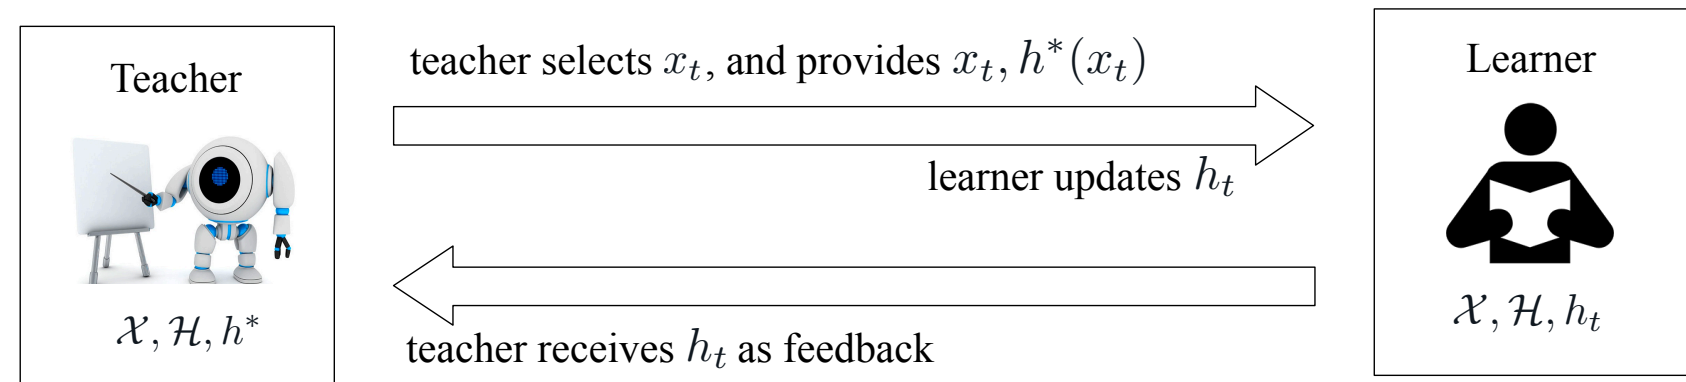 Teacher
$\mathcal{X}, \mathcal{H}, h^*$
teacher selects $x_t$, and provides $x_t, h^*(x_t)$
learner updates $h_t$
teacher receives $h_t$ as feedback
Learner
$\mathcal{X}, \mathcal{H}, h_t$